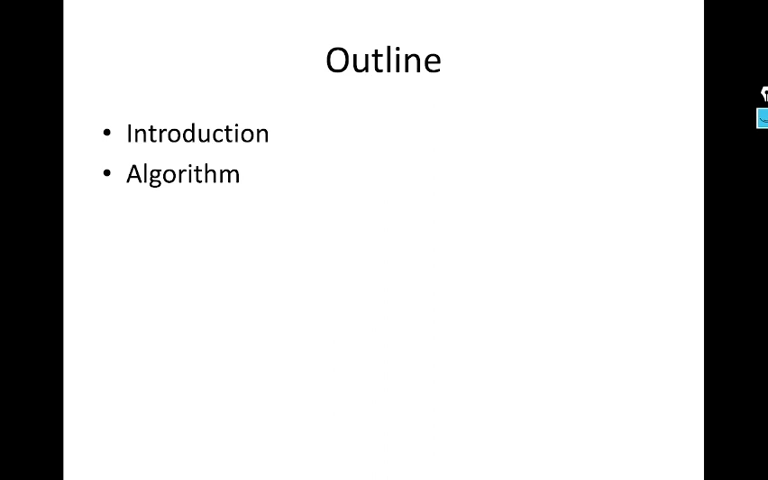 Outline
• Introduction
• Algorithm